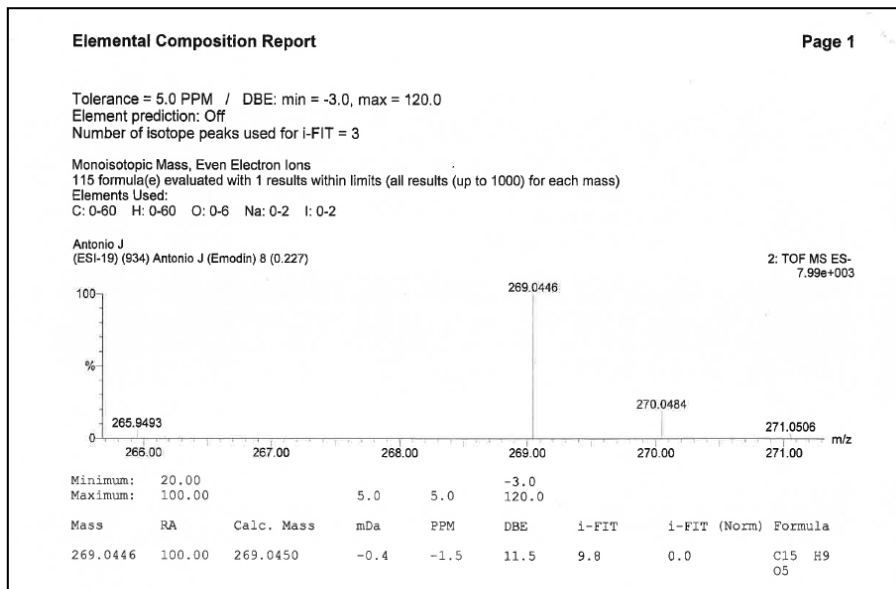 Elemental Composition Report Page 1
Tolerance = 5.0 PPM / DBE: min = -3.0, max = 120.0
Element prediction: Off
Number of isotope peaks used for i-FIT = 3
Monoisotopic Mass, Even Electron Ions
115 formula(e) evaluated with 1 results within limits (all results (up to 1000) for each mass)
Elements Used:
C: 0-60 H: 0-60 O: 0-6 Na: 0-2 I: 0-2
Antonio J
(ESI-19) (934) Antonio J (Emodin) 8 (0.227) 2: TOF MS ES-
7.99e+003
100
269.0446
%
270.0484
265.9493
271.0506
0
m/z
266.00 267.00 268.00 269.00 270.00 271.00
Minimum: 20.00 -3.0
Maximum: 100.00 5.0 5.0 120.0
Mass RA Calc. Mass mDa PPM DBE i-FIT i-FIT (Norm) Formula
269.0446 100.00 269.0450 -0.4 -1.5 11.5 9.8 0.0 C15 H9
O5